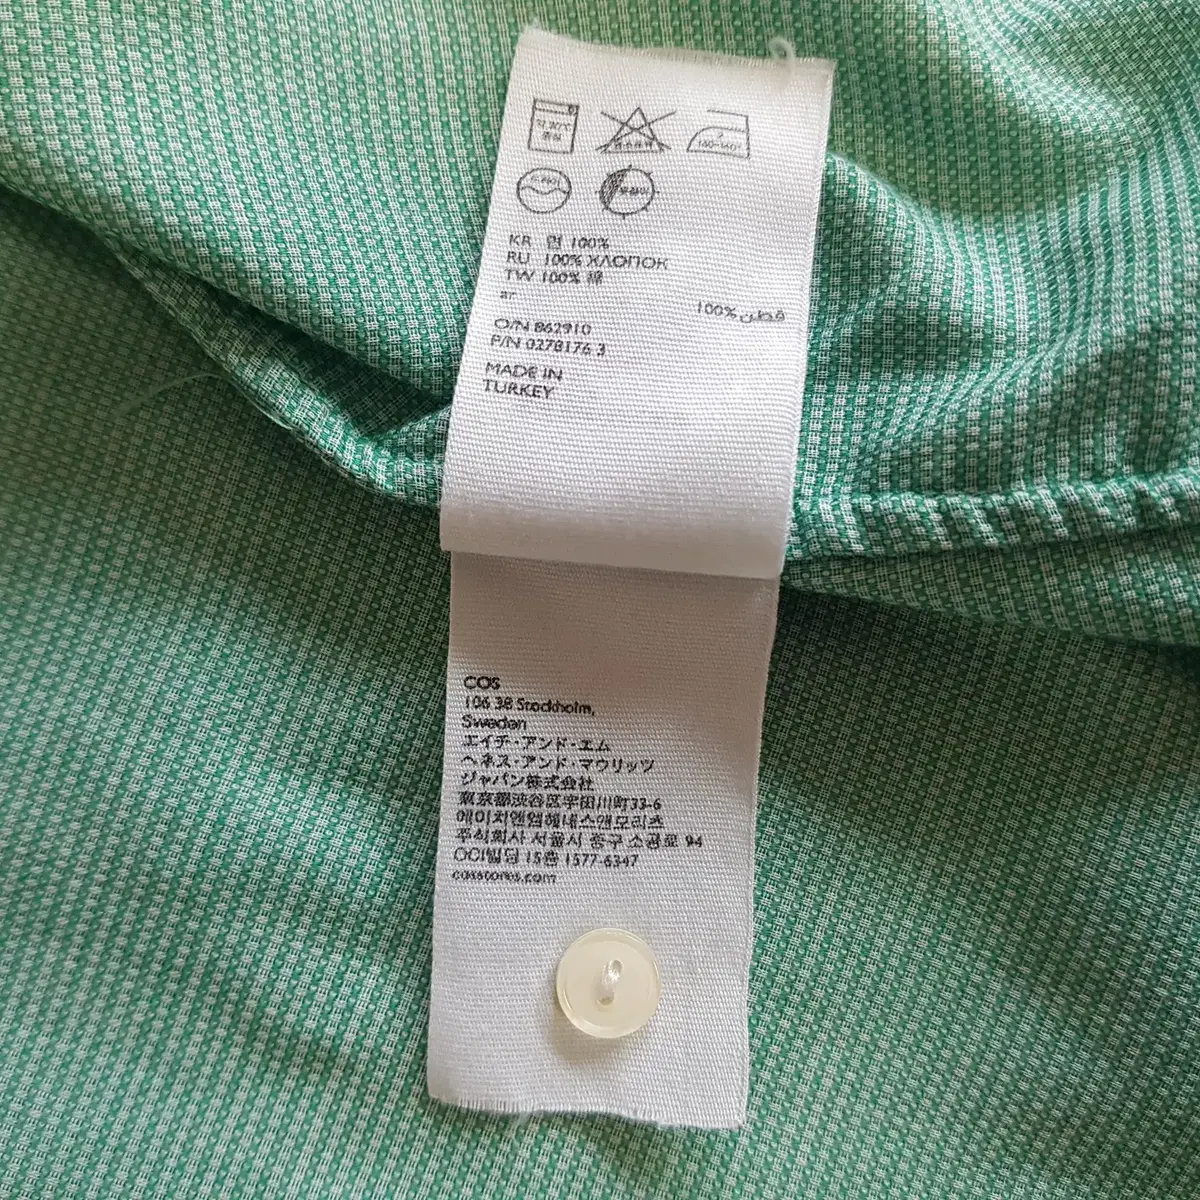 160~160°
KR 면 100%
RU 100% ХЛОПОК
TW 100% 棉
ar
قطن %100
O/N 862910
P/N 0278176 3
MADE IN
TURKEY
COS
106 38 Stockholm,
Sweden
エイチ・アンド・エム
ヘネス・アンド・マウリッツ
ジャパン株式会社
東京都渋谷区宇田川町33-6
에이치앤엠헤네스앤모리츠
주식회사 서울시 중구 소공로 94
OCI빌딩 15층 1577-6347
cosstores.com